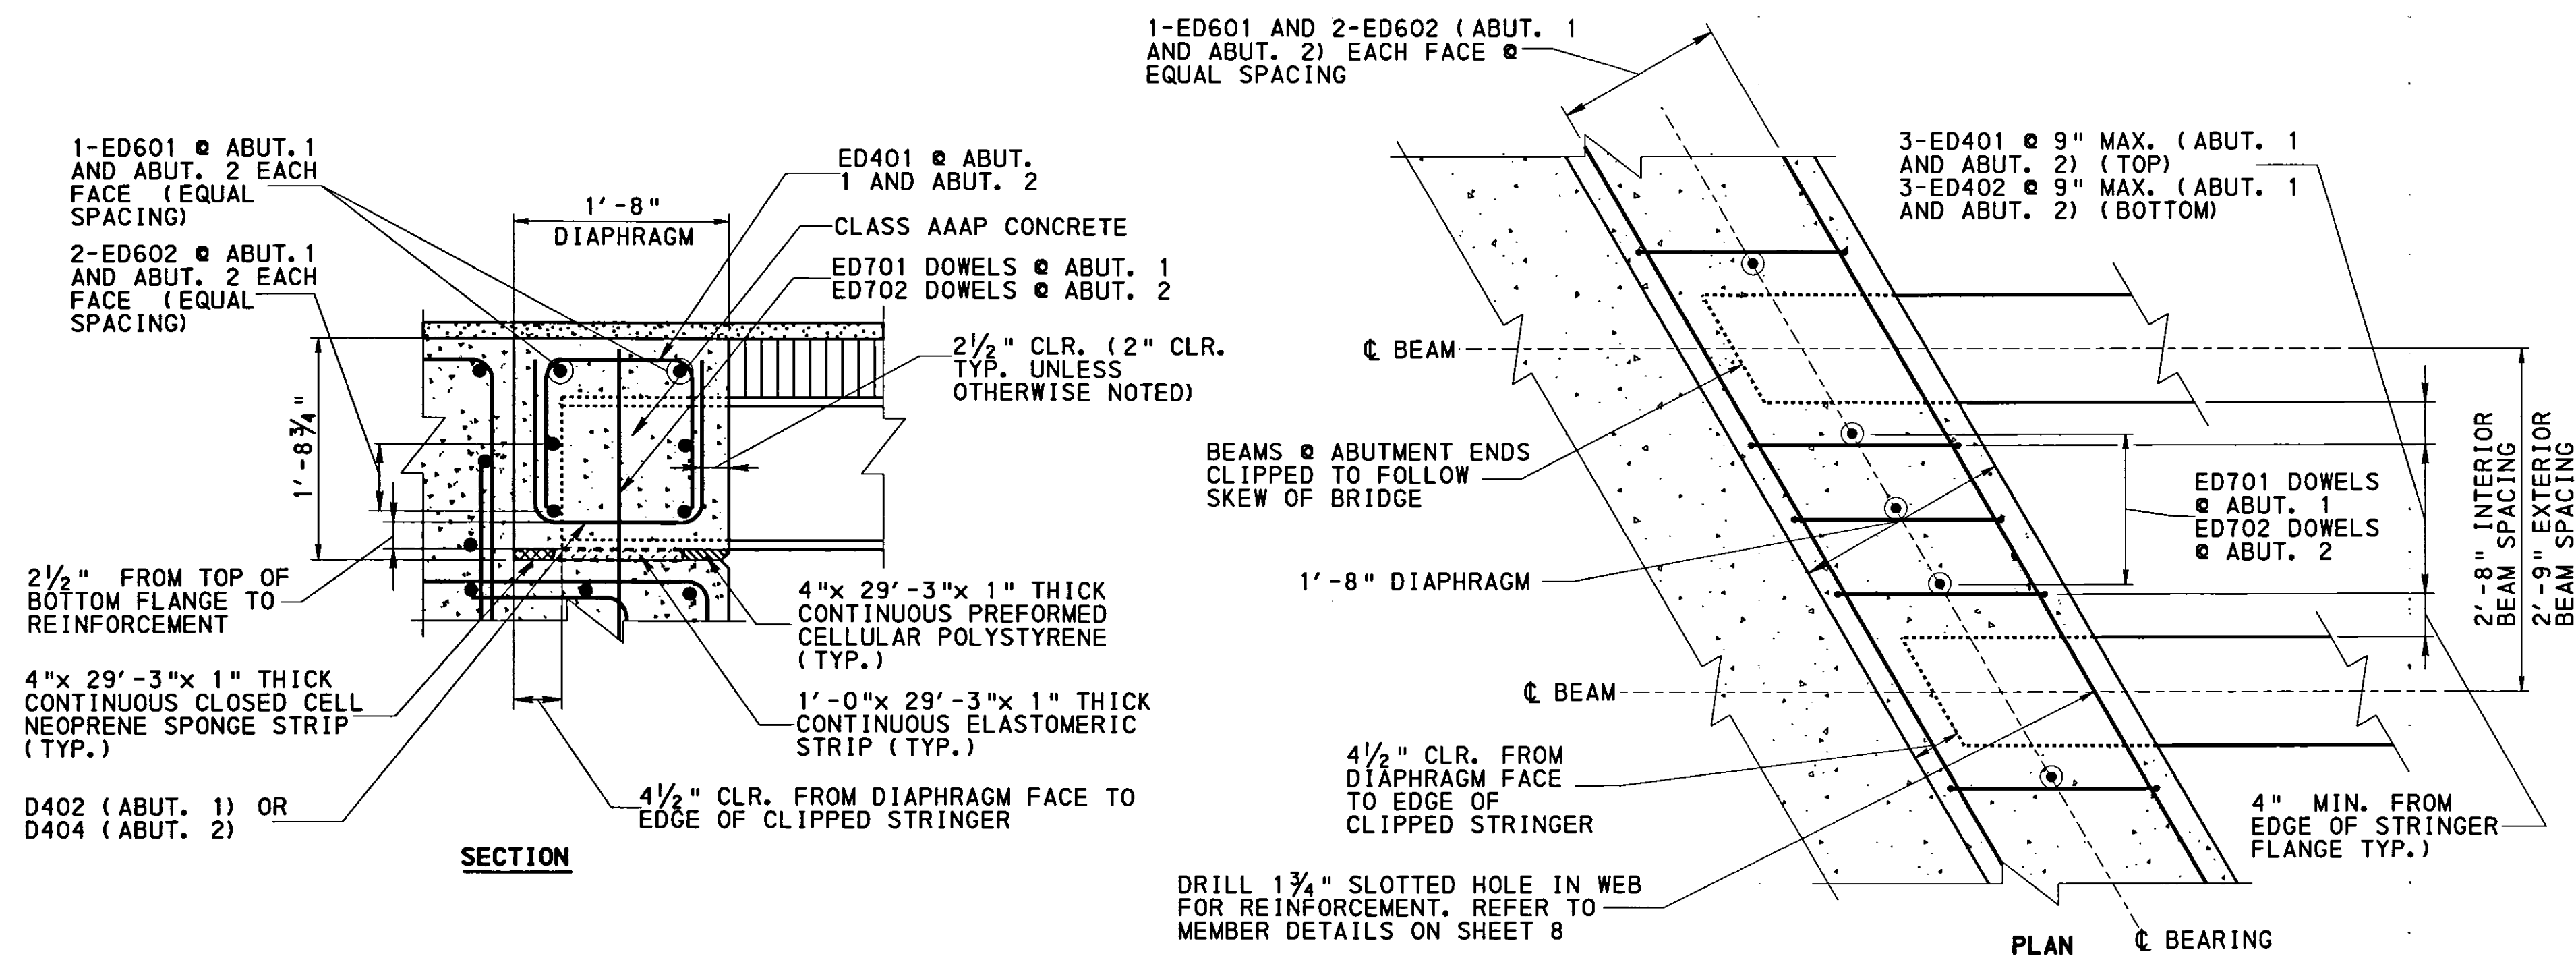 1-ED601 @ ABUT. 1
AND ABUT. 2 EACH
FACE (EQUAL
SPACING)
2-ED602 @ ABUT. 1
AND ABUT. 2 EACH
FACE (EQUAL
SPACING)
1'-8"
DIAPHRAGM
ED401 @ ABUT.
1 AND ABUT. 2
CLASS AAAP CONCRETE
ED701 DOWELS @ ABUT. 1
ED702 DOWELS @ ABUT. 2
2½" CLR. (2" CLR.
TYP. UNLESS
OTHERWISE NOTED)
1'-8¾"
2½" FROM TOP OF
BOTTOM FLANGE TO
REINFORCEMENT
4"x 29'-3"x 1" THICK
CONTINUOUS CLOSED CELL
NEOPRENE SPONGE STRIP
(TYP.)
D402 (ABUT. 1) OR
D404 (ABUT. 2)
4"x 29'-3"x 1" THICK
CONTINUOUS PREFORMED
CELLULAR POLYSTYRENE
(TYP.)
1'-0"x 29'-3"x 1" THICK
CONTINUOUS ELASTOMERIC
STRIP (TYP.)
4½" CLR. FROM DIAPHRAGM FACE TO
EDGE OF CLIPPED STRINGER
SECTION
1-ED601 AND 2-ED602 (ABUT. 1
AND ABUT. 2) EACH FACE @
EQUAL SPACING
3-ED401 @ 9" MAX. (ABUT. 1
AND ABUT. 2) (TOP)
3-ED402 @ 9" MAX. (ABUT. 1
AND ABUT. 2) (BOTTOM)
℄ BEAM
BEAMS @ ABUTMENT ENDS
CLIPPED TO FOLLOW
SKEW OF BRIDGE
ED701 DOWELS
@ ABUT. 1
ED702 DOWELS
@ ABUT. 2
2'-8" INTERIOR
BEAM SPACING
2'-9" EXTERIOR
BEAM SPACING
1'-8" DIAPHRAGM
℄ BEAM
4½" CLR. FROM
DIAPHRAGM FACE
TO EDGE OF
CLIPPED STRINGER
4" MIN. FROM
EDGE OF STRINGER
FLANGE TYP.)
DRILL 1¾" SLOTTED HOLE IN WEB
FOR REINFORCEMENT. REFER TO
MEMBER DETAILS ON SHEET 8
PLAN
℄ BEARING